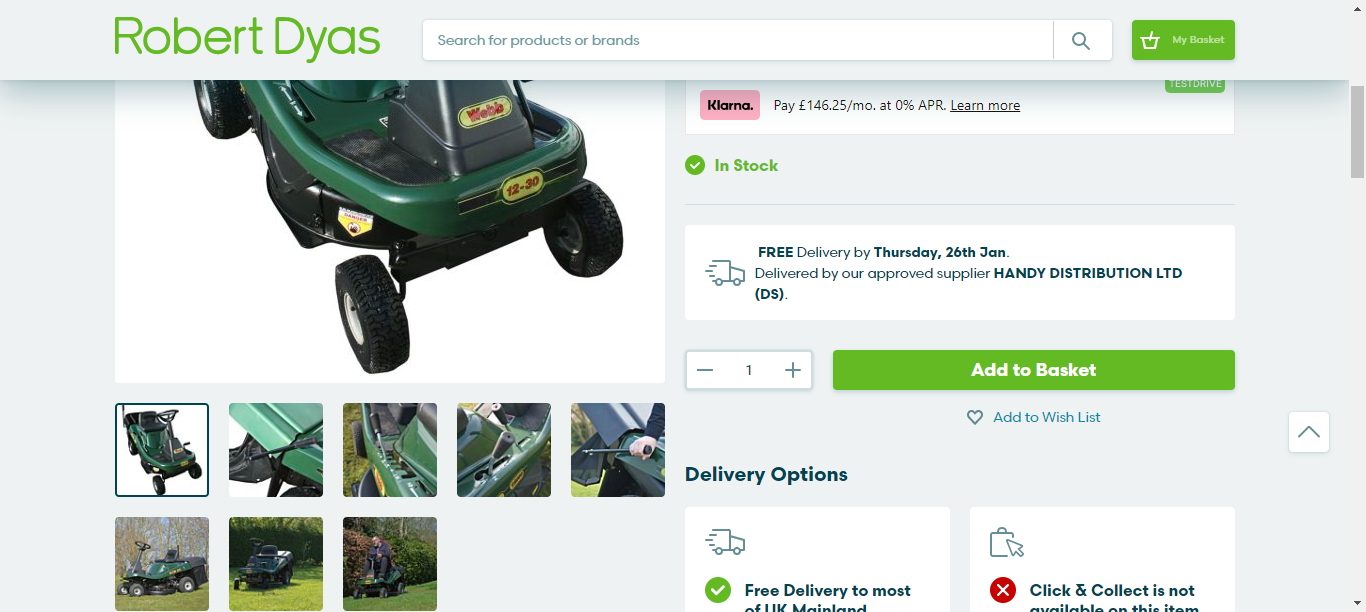 Robert Dyas
Search for products or brands
My Basket
TESTDRIVE
Klarna. Pay £146.25/mo. at 0% APR. Learn more
In Stock
Webb
12-30
DANGER
FREE Delivery by Thursday, 26th Jan.
Delivered by our approved supplier HANDY DISTRIBUTION LTD
(DS).
1
Add to Basket
Add to Wish List
Delivery Options
Free Delivery to most
of UK Mainland
Click & Collect is not
available on this item